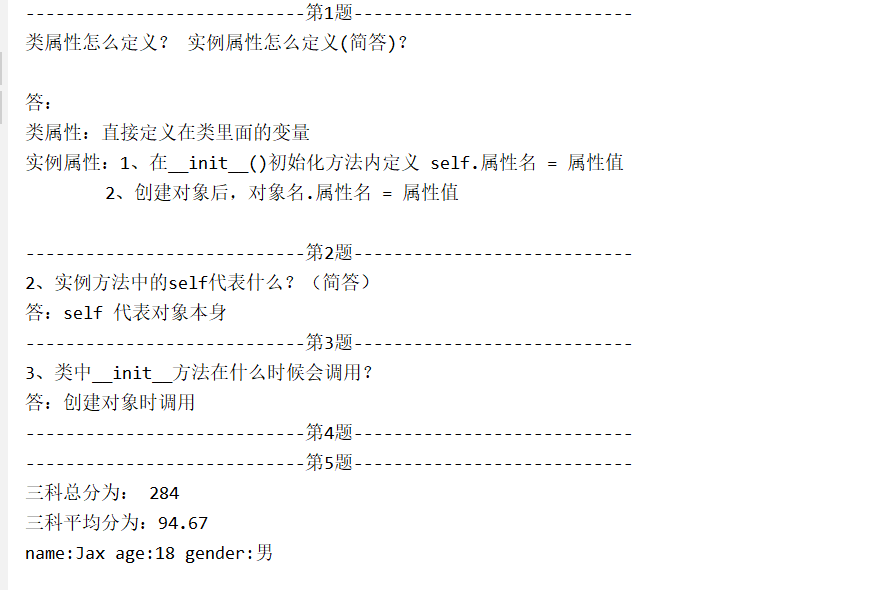 ----------------------------第1题----------------------------
类属性怎么定义? 实例属性怎么定义(简答)?
答:
类属性:直接定义在类里面的变量
实例属性:1、在__init__()初始化方法内定义 self.属性名 = 属性值
2、创建对象后，对象名.属性名 = 属性值
----------------------------第2题----------------------------
2、实例方法中的self代表什么?（简答）
答:self 代表对象本身
----------------------------第3题----------------------------
3、类中__init__方法在什么时候会调用?
答:创建对象时调用
----------------------------第4题----------------------------
----------------------------第5题----------------------------
三科总分为: 284
三科平均分为:94.67
name:Jax age:18 gender:男